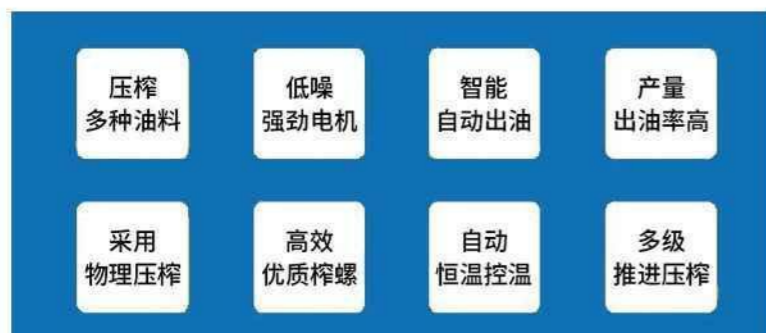 压榨
多种油料
低噪
强劲电机
智能
自动出油
产量
出油率高
采用
物理压榨
高效
优质榨螺
自动
恒温控温
多级
推进压榨